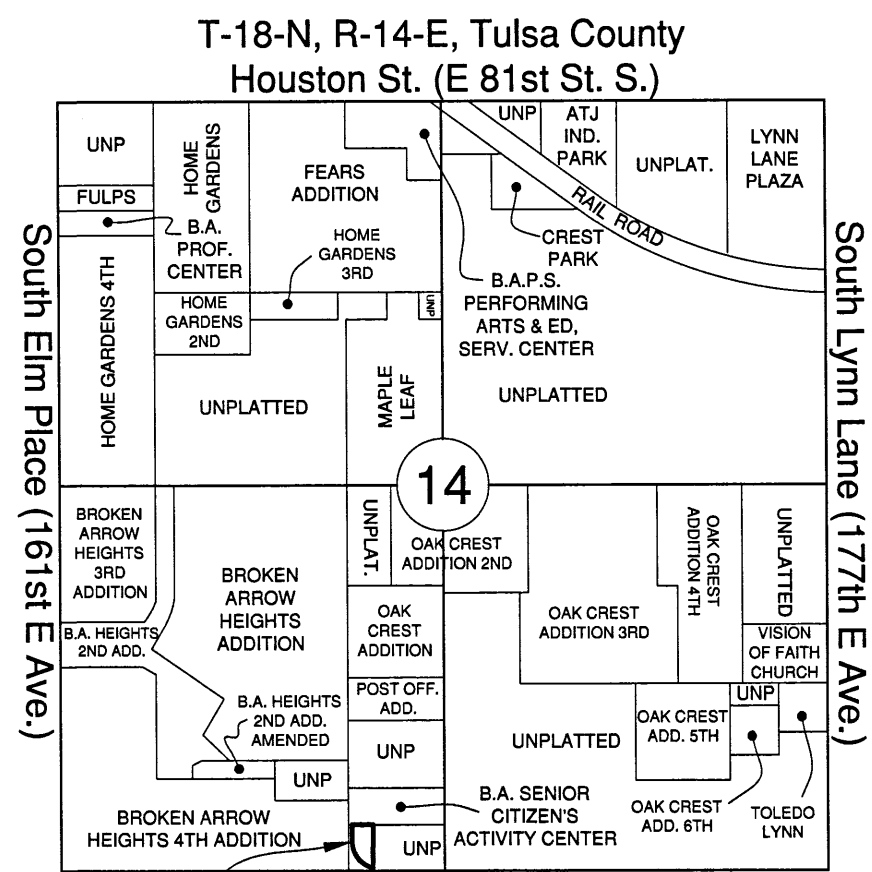 T-18-N, R-14-E, Tulsa County
Houston St. (E 81st St. S.)
South Elm Place (161st E Ave.)
South Lynn Lane (177th E Ave.)
UNP
FULPS
B.A.
PROF.
CENTER
HOME
GARDENS
FEARS
ADDITION
HOME
GARDENS
3RD
UNP
ATJ
IND.
PARK
UNPLAT.
LYNN
LANE
PLAZA
RAIL ROAD
CREST
PARK
B.A.P.S.
PERFORMING
ARTS & ED,
SERV. CENTER
HOME GARDENS 4TH
HOME
GARDENS
2ND
UNP
UNPLATTED
MAPLE
LEAF
UNPLATTED
14
BROKEN
ARROW
HEIGHTS
3RD
ADDITION
B.A. HEIGHTS
2ND ADD.
BROKEN
ARROW
HEIGHTS
ADDITION
UNPLAT.
OAK CREST
ADDITION 2ND
OAK
CREST
ADDITION
OAK CREST
ADDITION 3RD
OAK CREST
ADDITION 4TH
UNPLATTED
VISION
OF FAITH
CHURCH
POST OFF.
ADD.
B.A. HEIGHTS
2ND ADD.
AMENDED
UNP
UNP
UNPLATTED
OAK CREST
ADD. 5TH
UNP
OAK CREST
ADD. 6TH
TOLEDO
LYNN
B.A. SENIOR
CITIZEN'S
ACTIVITY CENTER
BROKEN ARROW
HEIGHTS 4TH ADDITION
UNP